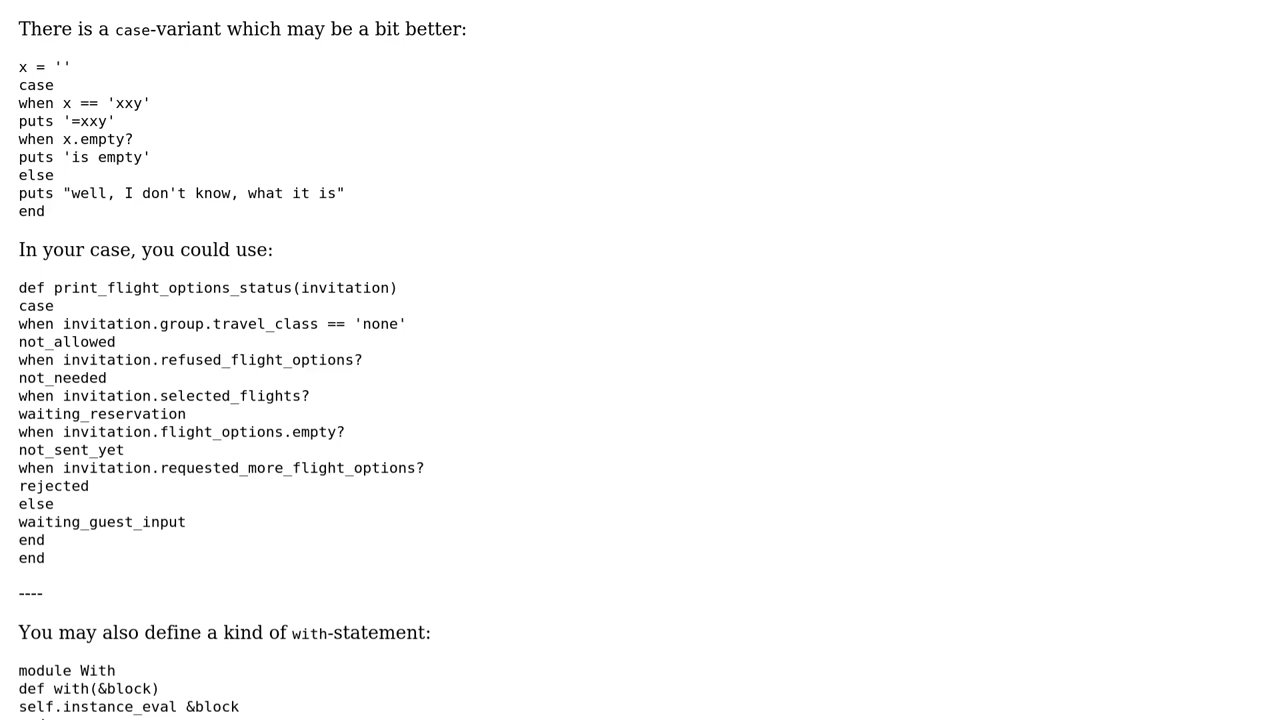 There is a case-variant which may be a bit better:
x = ''
case
when x == 'xxy'
puts '=xxy'
when x.empty?
puts 'is empty'
else
puts "well, I don't know, what it is"
end
In your case, you could use:
def print_flight_options_status(invitation)
case
when invitation.group.travel_class == 'none'
not_allowed
when invitation.refused_flight_options?
not_needed
when invitation.selected_flights?
waiting_reservation
when invitation.flight_options.empty?
not_sent_yet
when invitation.requested_more_flight_options?
rejected
else
waiting_guest_input
end
end
----
You may also define a kind of with-statement:
module With
def with(&block)
self.instance_eval &block